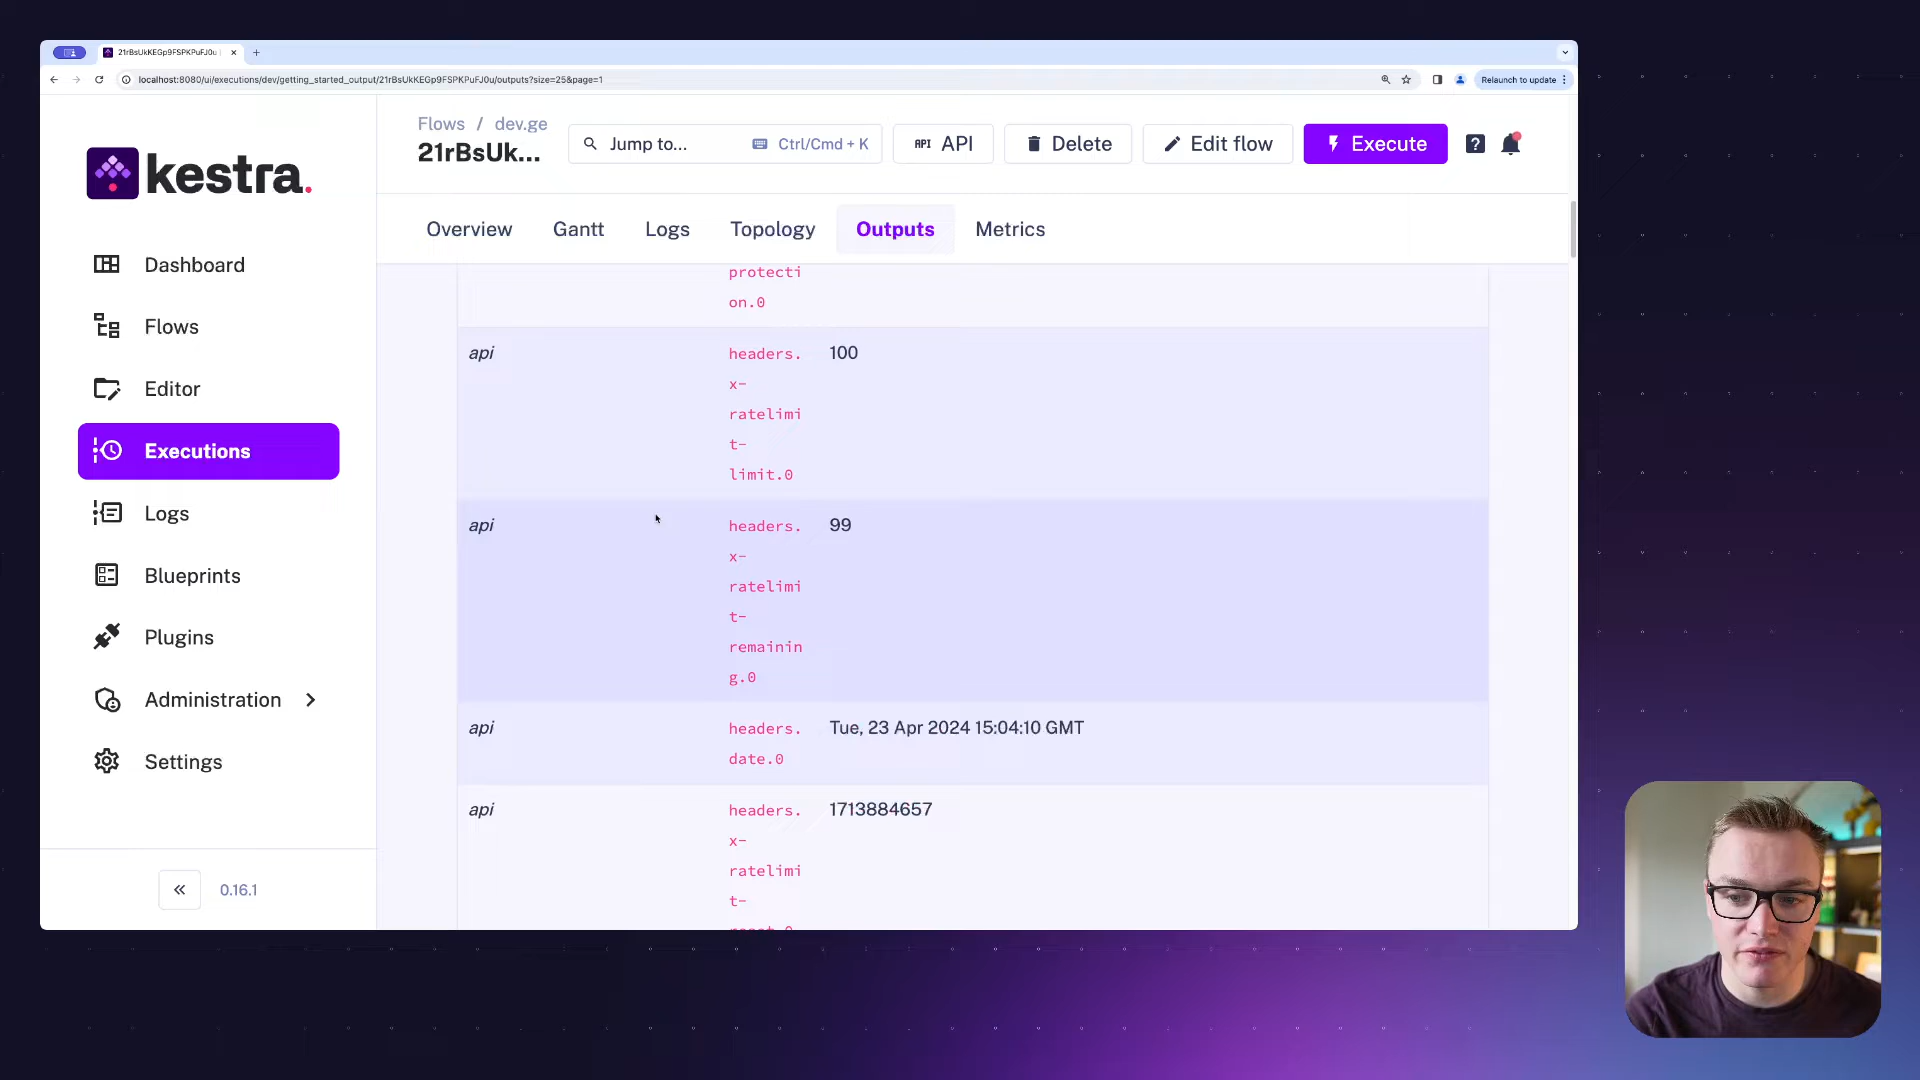 21rBsUkKEGp9FSPKPuFJ0u
localhost:8080/ui/executions/dev/getting_started_output/21rBsUkKEGp9FSPKPuFJ0u/outputs?size=25&page=1
Relaunch to update
kestra.
Flows / dev.ge
21rBsUk...
Jump to...
Ctrl/Cmd + K
API API
Delete
Edit flow
Execute
?
Overview
Gantt
Logs
Topology
Outputs
Metrics
Dashboard
Flows
Editor
Executions
Logs
Blueprints
Plugins
Administration
Settings
0.16.1
protecti
on.0
api
headers.
x-
ratelimi
t-
limit.0
100
api
headers.
x-
ratelimi
t-
remainin
g.0
99
api
headers.
date.0
Tue, 23 Apr 2024 15:04:10 GMT
api
headers.
x-
ratelimi
t-
1713884657